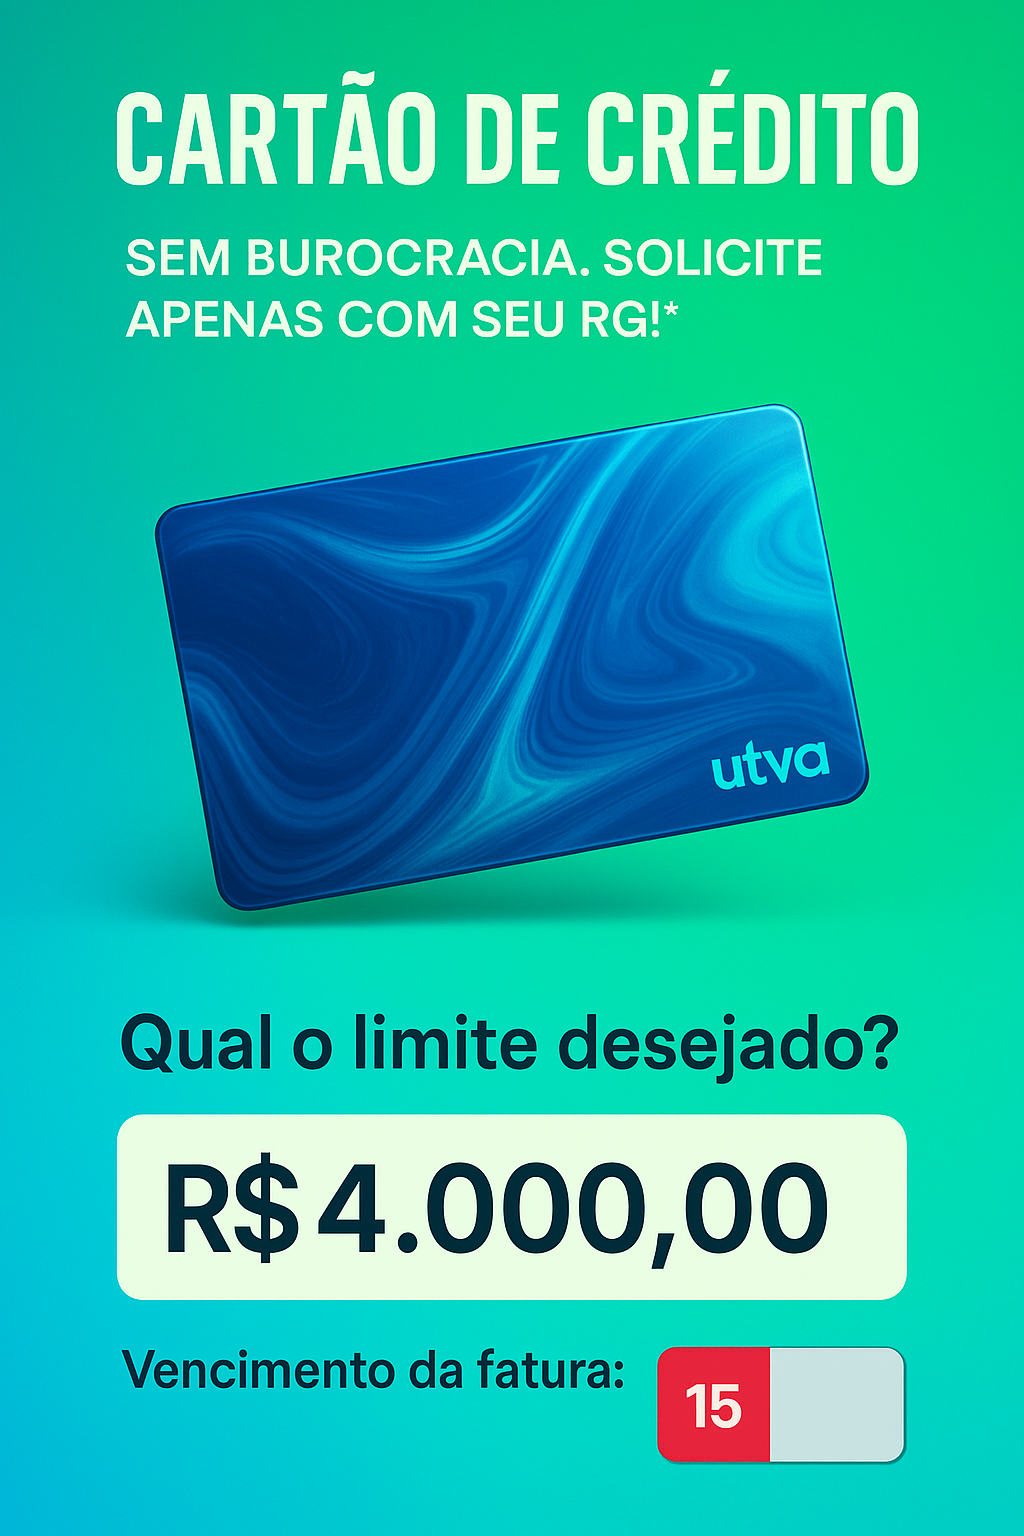 CARTÃO DE CRÉDITO
SEM BUROCRACIA. SOLICITE
APENAS COM SEU RG!*
utva
Qual o limite desejado?
R$ 4.000,00
Vencimento da fatura:
15